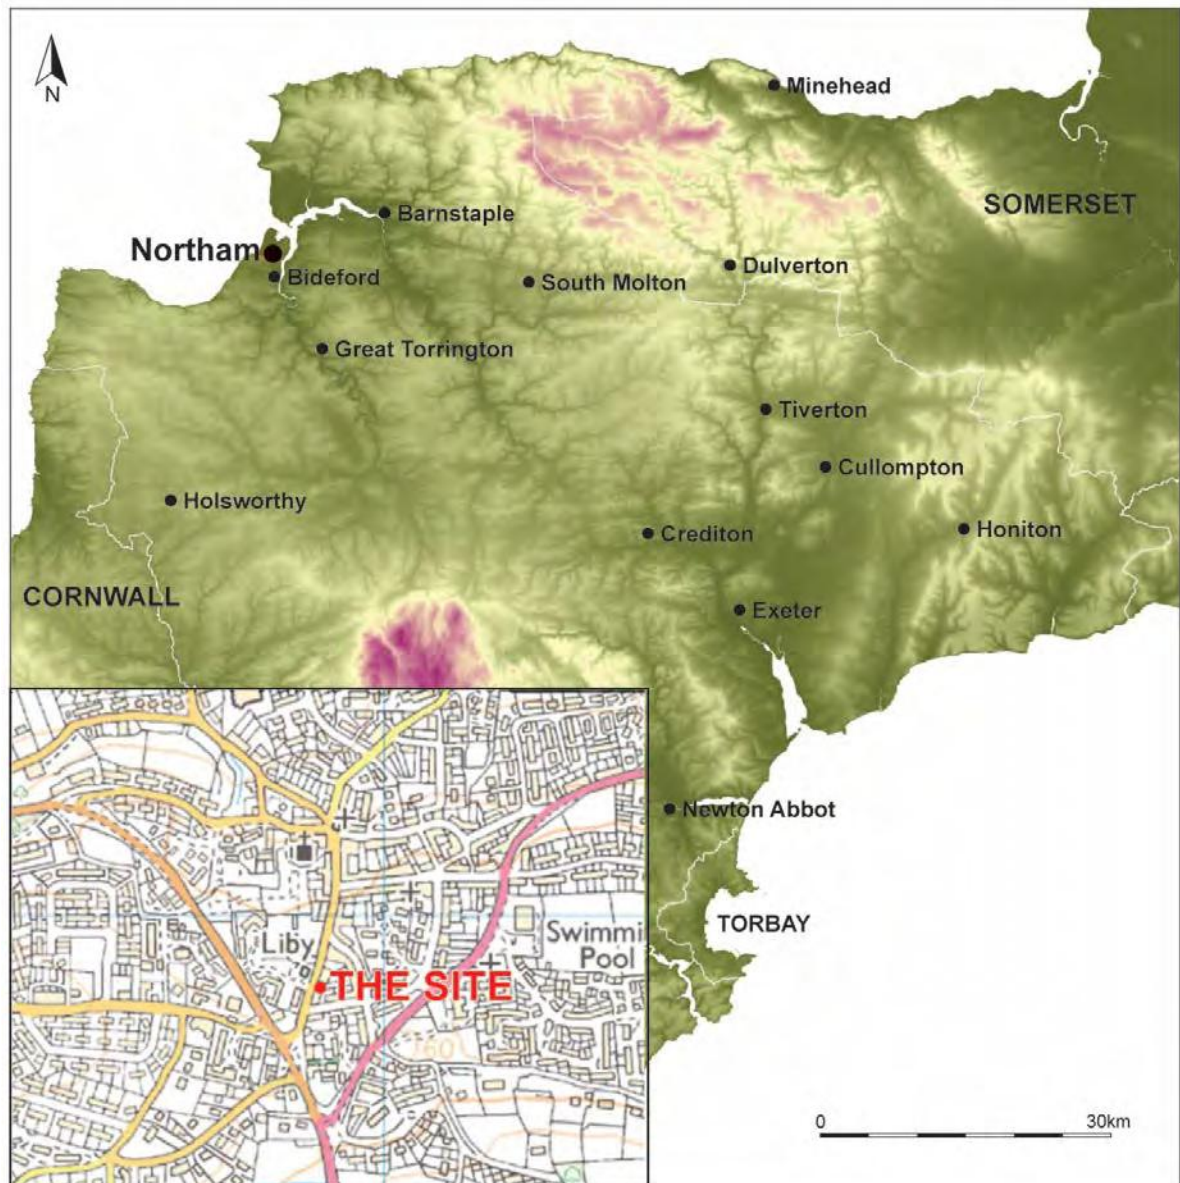 N
Minehead
SOMERSET
Barnstaple
Northam
Bideford
Dulverton
South Molton
Great Torrington
Tiverton
Cullompton
Holsworthy
Crediton
Honiton
CORNWALL
Exeter
Newton Abbot
Liby
Swimmi
Pool
TORBAY
THE SITE
60
0
30km